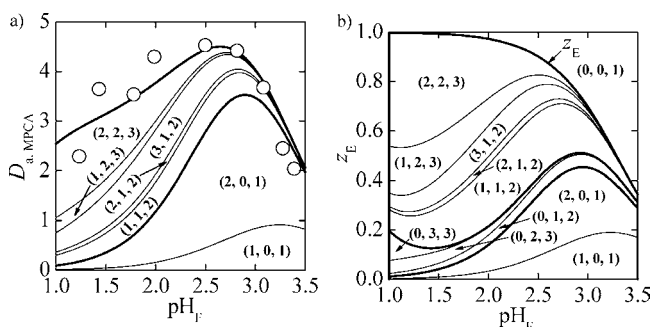 a)
D_a, MPCA
5
4
3
2
1
0
(2, 2, 3)
(1, 2, 3)
(3, 1, 2)
(2, 1, 2)
(1, 1, 2)
(2, 0, 1)
(1, 0, 1)
1.0 1.5 2.0 2.5 3.0 3.5
pH_F
b)
z_E
1.0
0.8
0.6
0.4
0.2
0.0
z_E
(0, 0, 1)
(2, 2, 3)
(1, 2, 3)
(3, 1, 2)
(2, 1, 2)
(1, 1, 2)
(2, 0, 1)
(0, 1, 2)
(0, 3, 3)
(0, 2, 3)
(1, 0, 1)
1.0 1.5 2.0 2.5 3.0 3.5
pH_F